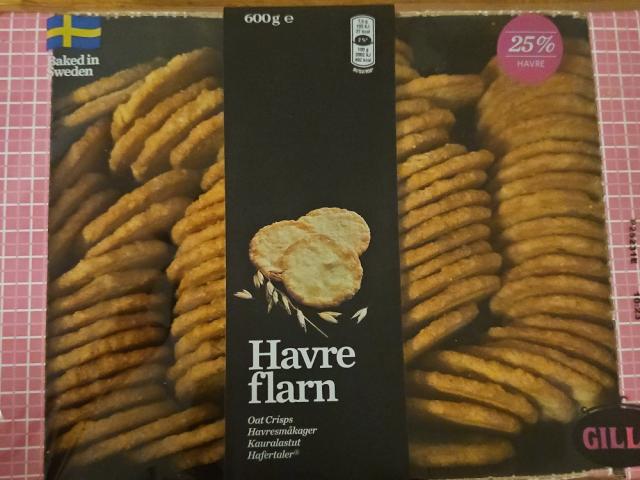 600g e
Baked in
Sweden
25%
HAVRE
Havre
flarn
Oat Crisps
Havresmåkager
Kauralastut
Hafertaler®
GILL